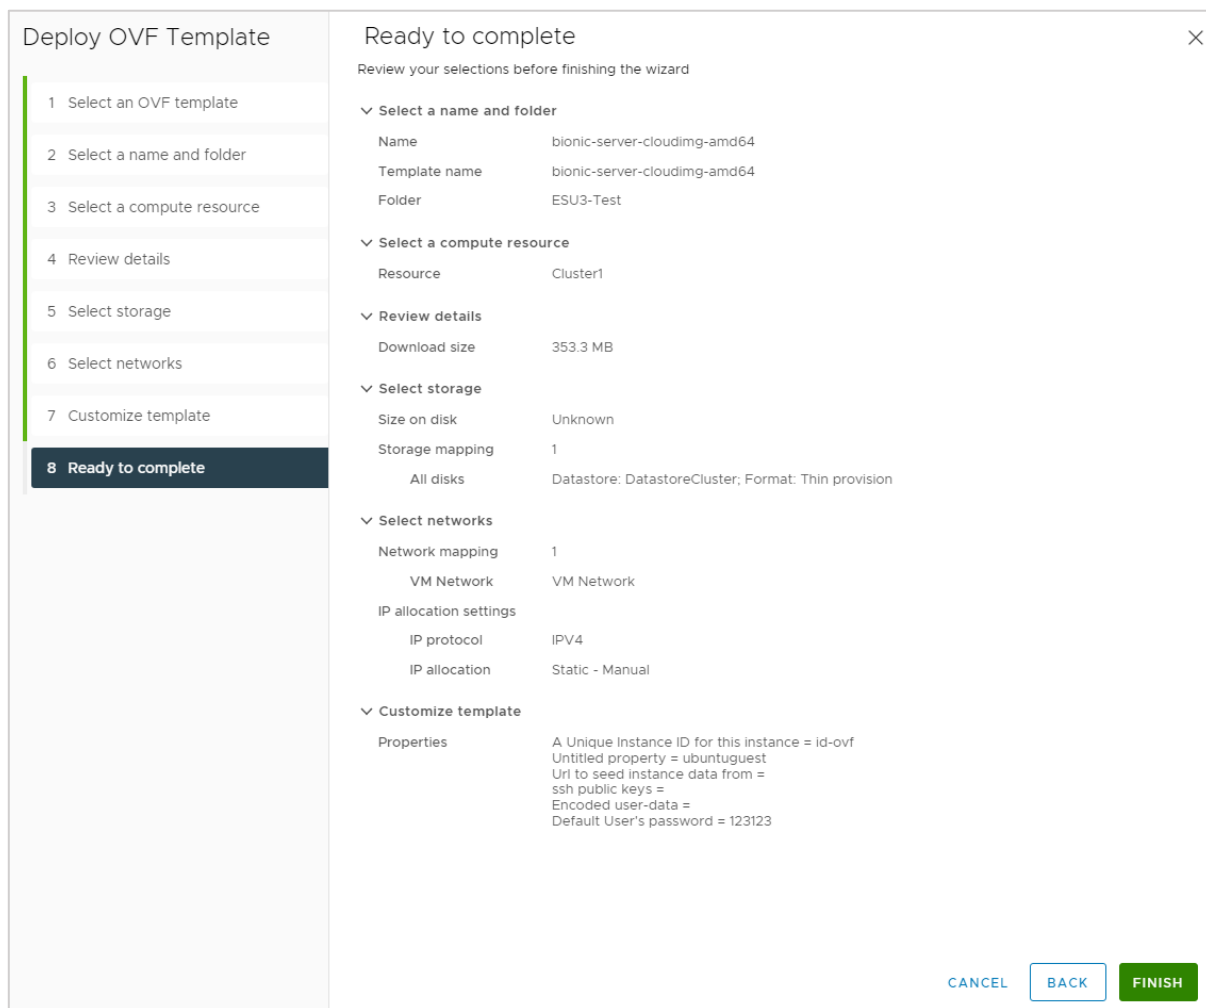 Deploy OVF Template
1 Select an OVF template
2 Select a name and folder
3 Select a compute resource
4 Review details
5 Select storage
6 Select networks
7 Customize template
8 Ready to complete
Ready to complete
Review your selections before finishing the wizard
Select a name and folder
Name bionic-server-cloudimg-amd64
Template name bionic-server-cloudimg-amd64
Folder ESU3-Test
Select a compute resource
Resource Cluster1
Review details
Download size 353.3 MB
Select storage
Size on disk Unknown
Storage mapping 1
All disks Datastore: DatastoreCluster; Format: Thin provision
Select networks
Network mapping 1
VM Network VM Network
IP allocation settings
IP protocol IPV4
IP allocation Static - Manual
Customize template
Properties A Unique Instance ID for this instance = id-ovf
Untitled property = ubuntuguest
Url to seed instance data from =
ssh public keys =
Encoded user-data =
Default User's password = 123123
CANCEL BACK FINISH